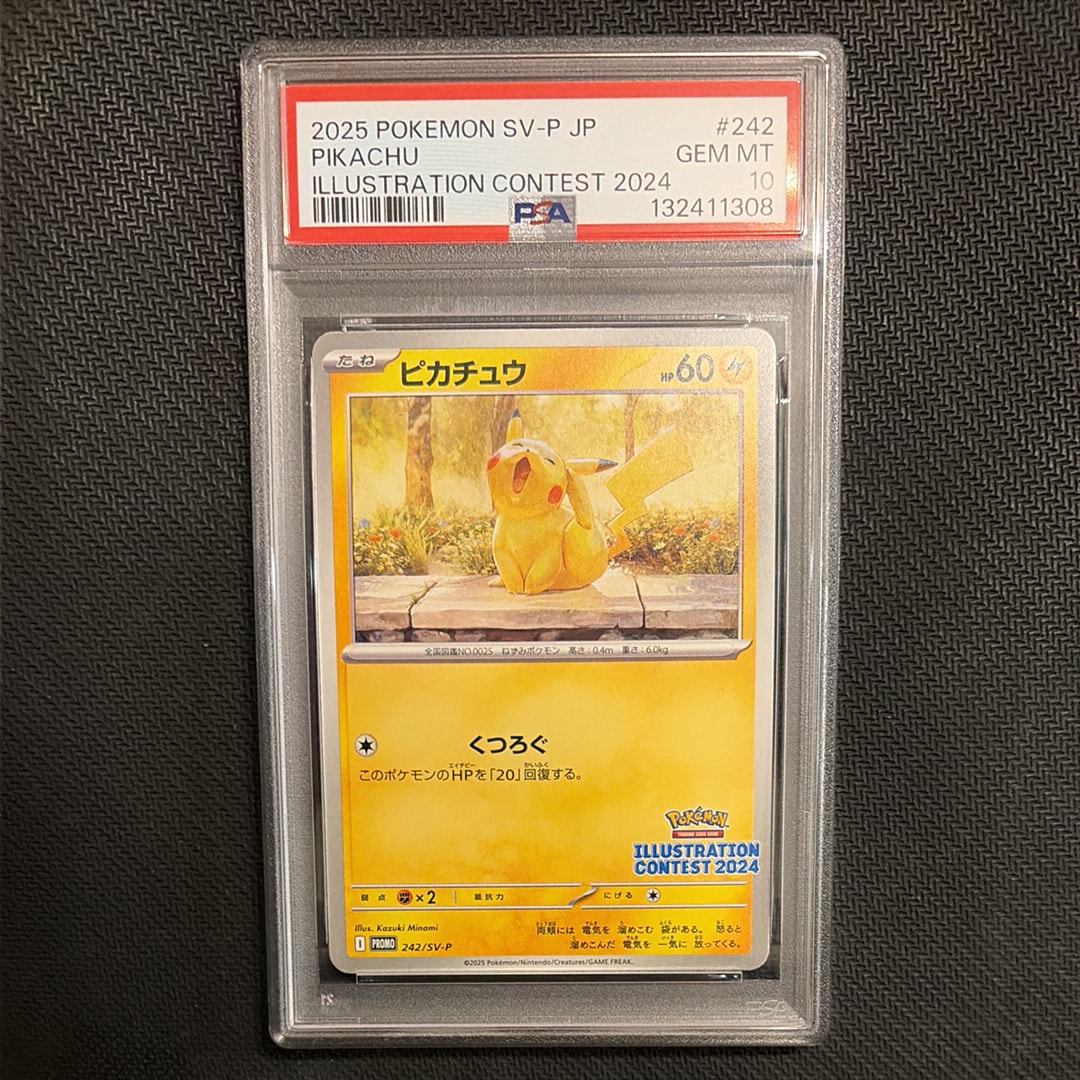 2025 POKEMON SV-P JP #242
PIKACHU GEM MT
ILLUSTRATION CONTEST 2024 10
PSA 132411308
たね ピカチュウ HP60
全国図鑑NO.0025 ねずみポケモン 高さ:0.4m 重さ:6.0kg
くつろぐ
このポケモンのHPを「20」回復する。
POKéMON
TRADING CARD GAME
ILLUSTRATION
CONTEST 2024
弱点 ×2 抵抗力 にげる
Illus. Kazuki Minami
両頬には 電気を 溜めこむ 袋がある。 怒ると
溜めこんだ 電気を 一気に 放ってくる。
I PROMO 242/SV-P
©2025 Pokémon/Nintendo/Creatures/GAME FREAK.
PSA